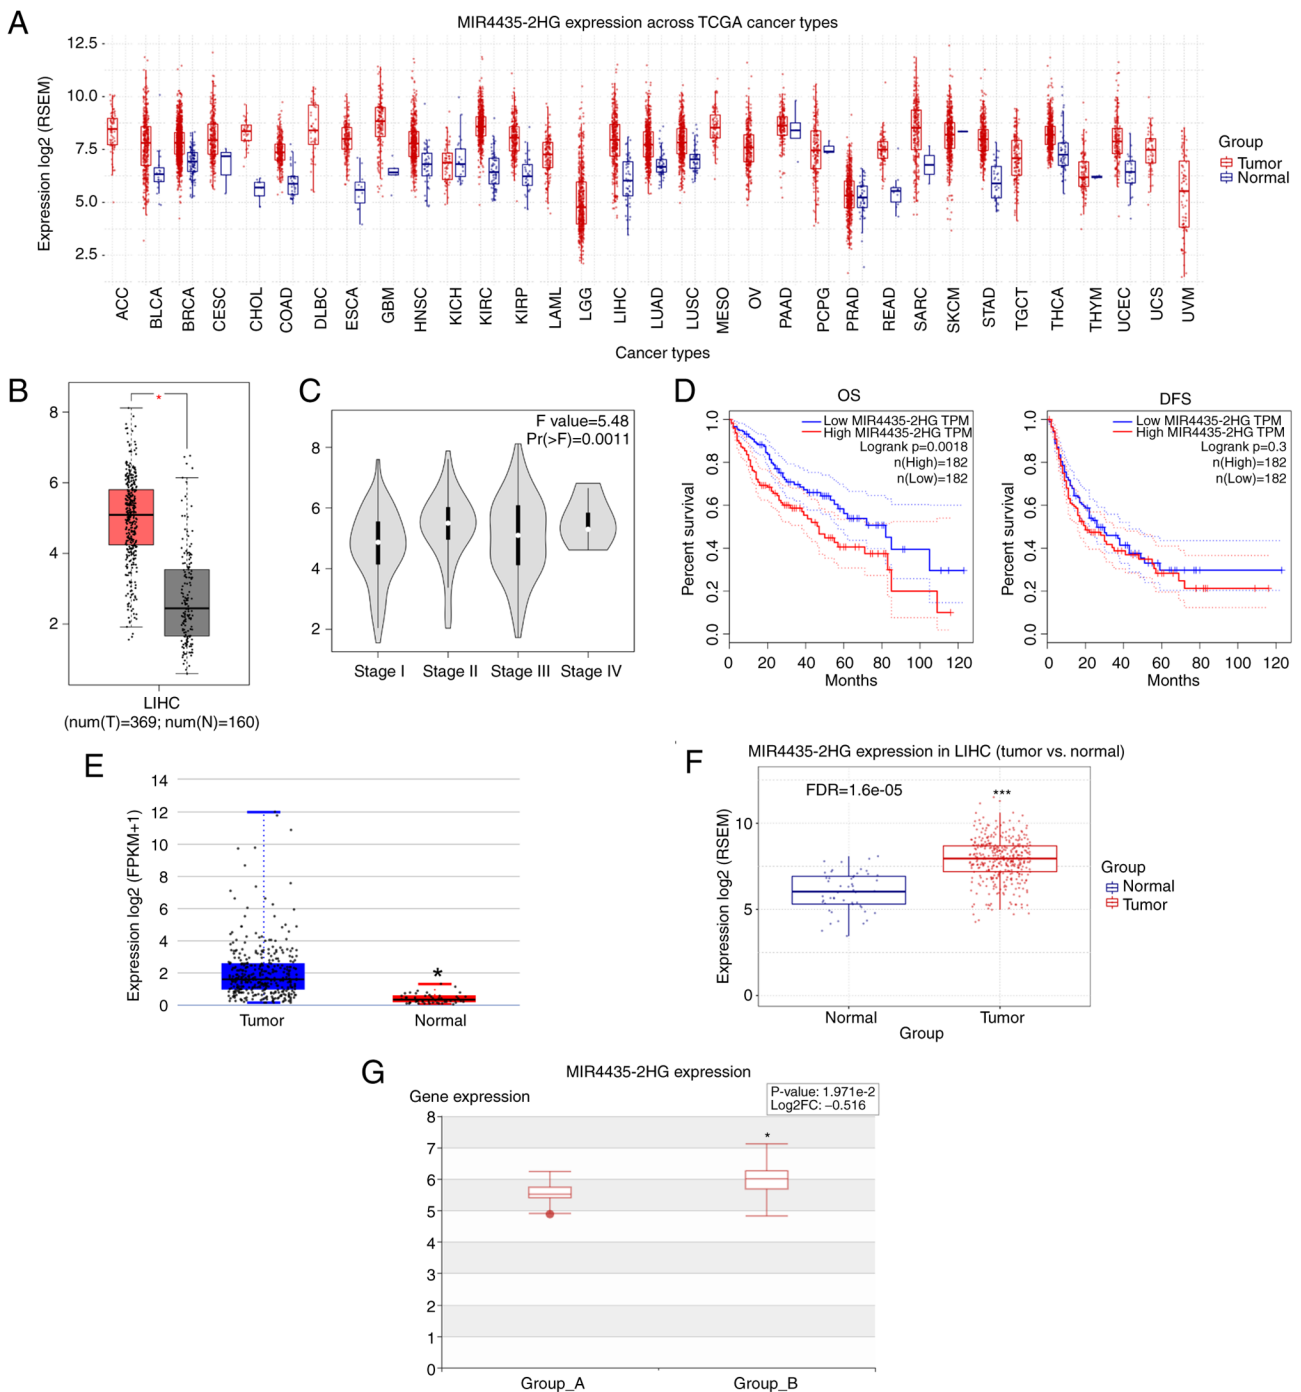 A
MIR4435-2HG expression across TCGA cancer types
Expression log2 (RSEM)
12.5
10.0
7.5
5.0
2.5
Group
Tumor
Normal
ACC
BLCA
BRCA
CESC
CHOL
COAD
DLBC
ESCA
GBM
HNSC
KICH
KIRC
KIRP
LAML
LGG
LIHC
LUAD
LUSC
MESO
OV
PAAD
PCPG
PRAD
READ
SARC
SKCM
STAD
TGCT
THCA
THYM
UCEC
UCS
UVM
Cancer types
B
*
8
6
4
2
LIHC
(num(T)=369; num(N)=160)
C
F value=5.48
Pr(>F)=0.0011
8
6
4
2
Stage I
Stage II
Stage III
Stage IV
D
OS
Low MIR4435-2HG TPM
High MIR4435-2HG TPM
Logrank p=0.0018
n(High)=182
n(Low)=182
Percent survival
1.0
0.8
0.6
0.4
0.2
0.0
0 20 40 60 80 100 120
Months
DFS
Low MIR4435-2HG TPM
High MIR4435-2HG TPM
Logrank p=0.3
n(High)=182
n(Low)=182
Percent survival
1.0
0.8
0.6
0.4
0.2
0.0
0 20 40 60 80 100 120
Months
E
Expression log2 (FPKM+1)
14
12
10
8
6
4
2
0
*
Tumor
Normal
F
MIR4435-2HG expression in LIHC (tumor vs. normal)
FDR=1.6e-05
***
Expression log2 (RSEM)
10
5
0
Normal
Tumor
Group
Group
Normal
Tumor
G
MIR4435-2HG expression
P-value: 1.971e-2
Log2FC: −0.516
Gene expression
*
8
7
6
5
4
3
2
1
0
Group_A
Group_B